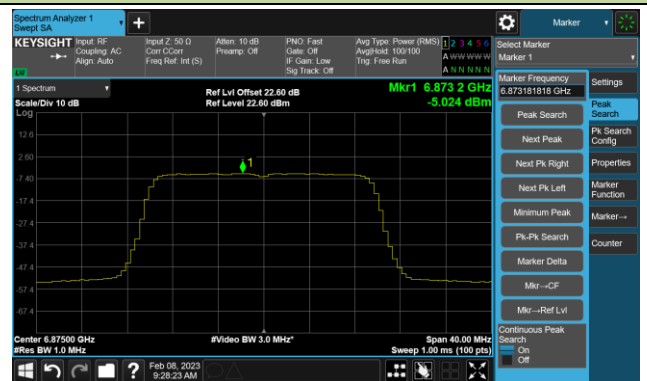 Spectrum Analyzer 1
Swept SA
+
Marker
KEYSIGHT
Input: RF
Coupling: AC
Align: Auto
Input Z: 50 Ω
Corr CCorr
Freq Ref: Int (S)
Atten: 10 dB
Preamp: Off
PNO: Fast
Gate: Off
IF Gain: Low
Sig Track: Off
Avg Type: Power (RMS)
Avg|Hold: 100/100
Trig: Free Run
1 2 3 4 5 6
A W W W W W
A N N N N N
LV
Select Marker
Marker 1
1 Spectrum
Scale/Div 10 dB
Log
Ref Lvl Offset 22.60 dB
Ref Level 22.60 dBm
Mkr1 6.873 2 GHz
-5.024 dBm
12.6
2.60
-7.40
-17.4
-27.4
-37.4
-47.4
-57.4
-67.4
1
Center 6.87500 GHz
#Res BW 1.0 MHz
#Video BW 3.0 MHz*
Span 40.00 MHz
Sweep 1.00 ms (100 pts)
Marker Frequency
6.873181818 GHz
Peak Search
Next Peak
Next Pk Right
Next Pk Left
Minimum Peak
Pk-Pk Search
Marker Delta
Mkr→CF
Mkr→Ref Lvl
Continuous Peak
Search
On
Off
Settings
Peak
Search
Pk Search
Config
Properties
Marker
Function
Marker→
Counter
?
Feb 08, 2023
9:28:23 AM